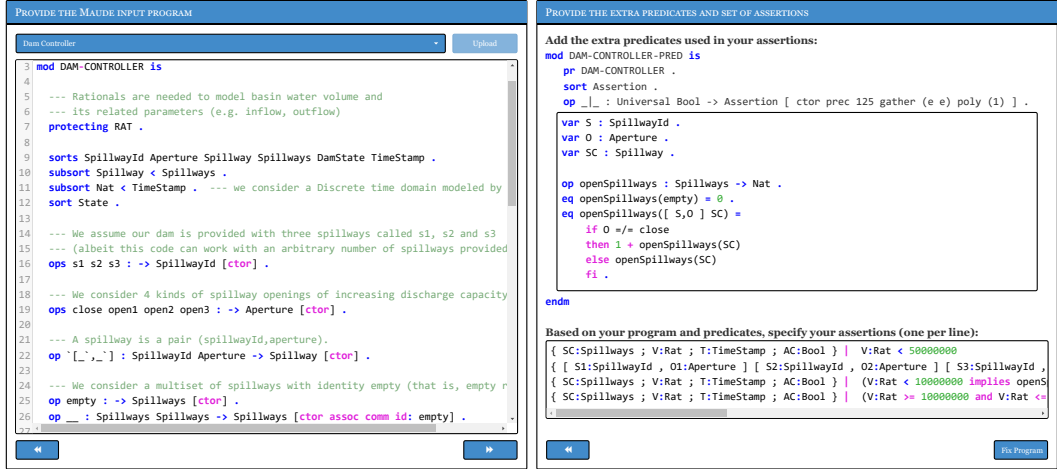 PROVIDE THE MAUDE INPUT PROGRAM
Dam Controller
Upload
3 mod DAM-CONTROLLER is
4
5 --- Rationals are needed to model basin water volume and
6 --- its related parameters (e.g. inflow, outflow)
7 protecting RAT .
8
9 sorts SpillwayId Aperture Spillway Spillways DamState TimeStamp .
10 subsort Spillway < Spillways .
11 subsort Nat < TimeStamp . --- we consider a Discrete time domain modeled by
12 sort State .
13
14 --- We assume our dam is provided with three spillways called s1, s2 and s3
15 --- (albeit this code can work with an arbitrary number of spillways provided
16 ops s1 s2 s3 : -> SpillwayId [ctor] .
17
18 --- We consider 4 kinds of spillway openings of increasing discharge capacity
19 ops close open1 open2 open3 : -> Aperture [ctor] .
20
21 --- A spillway is a pair (spillwayId,aperture).
22 op `[_`,_`] : SpillwayId Aperture -> Spillway [ctor] .
23
24 --- We consider a multiset of spillways with identity empty (that is, empty r
25 op empty : -> Spillways [ctor] .
26 op __ : Spillways Spillways -> Spillways [ctor assoc comm id: empty] .
27
PROVIDE THE EXTRA PREDICATES AND SET OF ASSERTIONS
Add the extra predicates used in your assertions:
mod DAM-CONTROLLER-PRED is
pr DAM-CONTROLLER .
sort Assertion .
op _|_ : Universal Bool -> Assertion [ ctor prec 125 gather (e e) poly (1) ] .
var S : SpillwayId .
var O : Aperture .
var SC : Spillway .
op openSpillways : Spillways -> Nat .
eq openSpillways(empty) = 0 .
eq openSpillways([ S,O ] SC) =
if O =/= close
then 1 + openSpillways(SC)
else openSpillways(SC)
fi .
endm
Based on your program and predicates, specify your assertions (one per line):
{ SC:Spillways ; V:Rat ; T:TimeStamp ; AC:Bool } | V:Rat < 50000000
{ [ S1:SpillwayId , O1:Aperture ] [ S2:SpillwayId , O2:Aperture ] [ S3:SpillwayId ,
{ SC:Spillways ; V:Rat ; T:TimeStamp ; AC:Bool } | (V:Rat < 10000000 implies openS
{ SC:Spillways ; V:Rat ; T:TimeStamp ; AC:Bool } | (V:Rat >= 10000000 and V:Rat <=
Fix Program